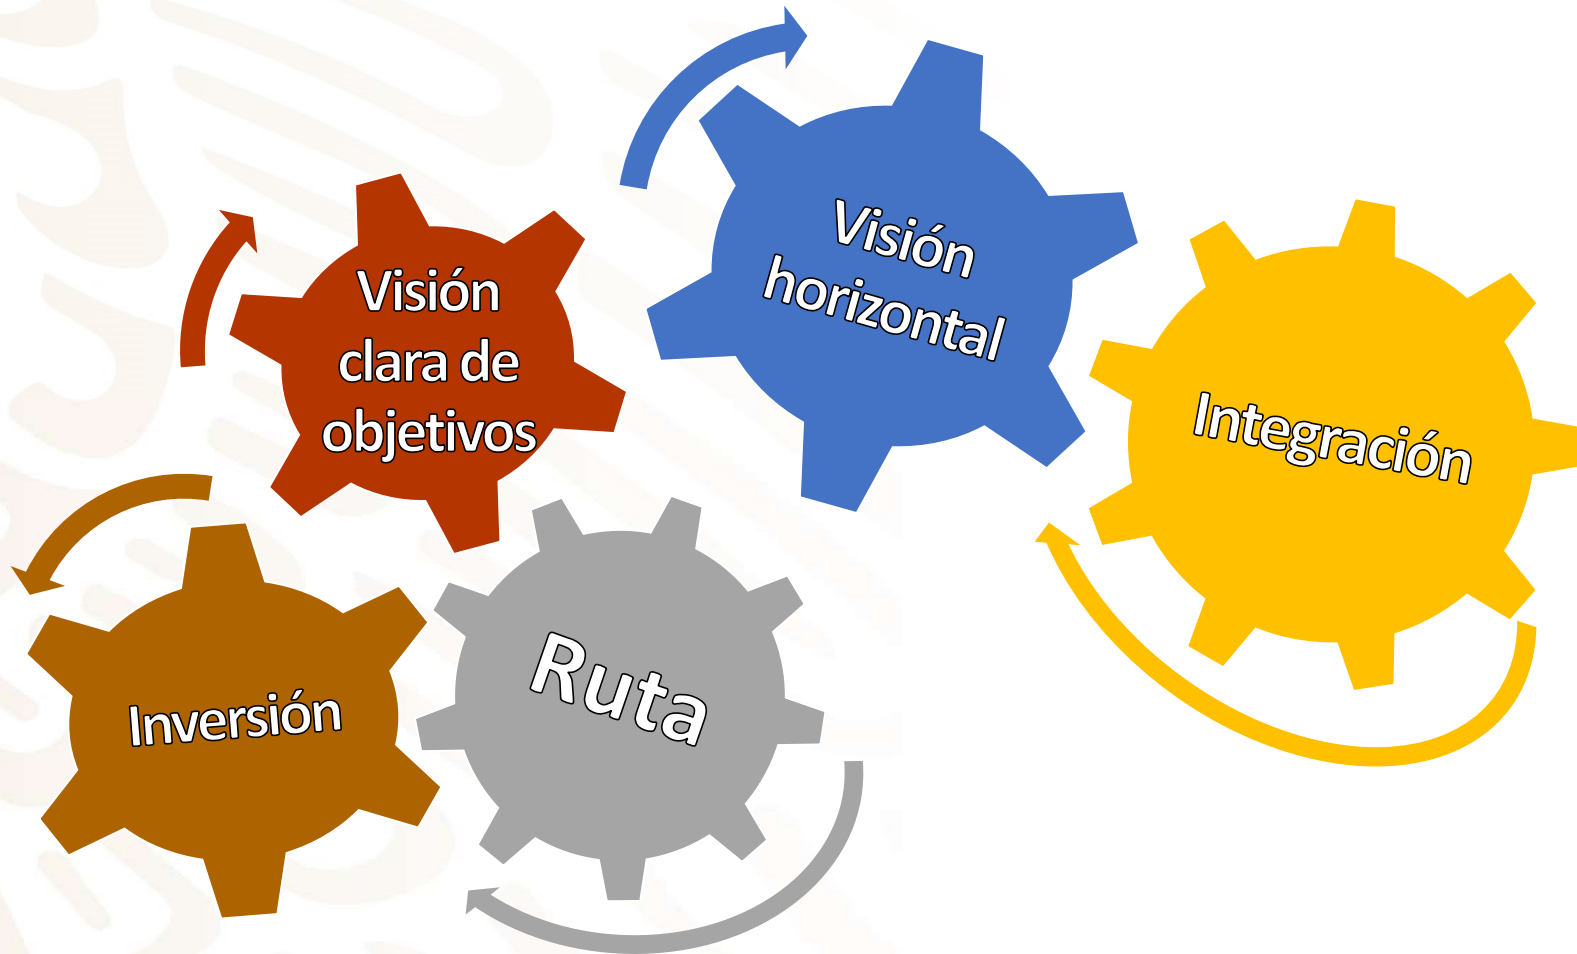 Visión
clara de
objetivos
Visión
horizontal
Integración
Inversión
Ruta